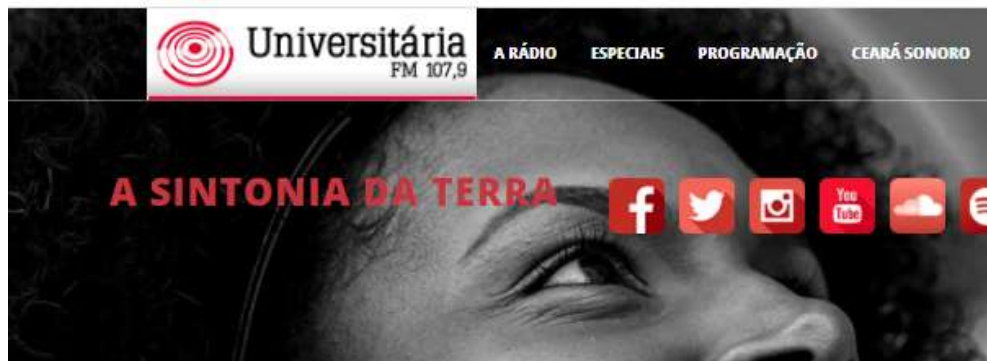 Universitária
FM 107,9
A RÁDIO ESPECIAIS PROGRAMAÇÃO CEARÁ SONORO
A SINTONIA DA TERRA
You
Tube